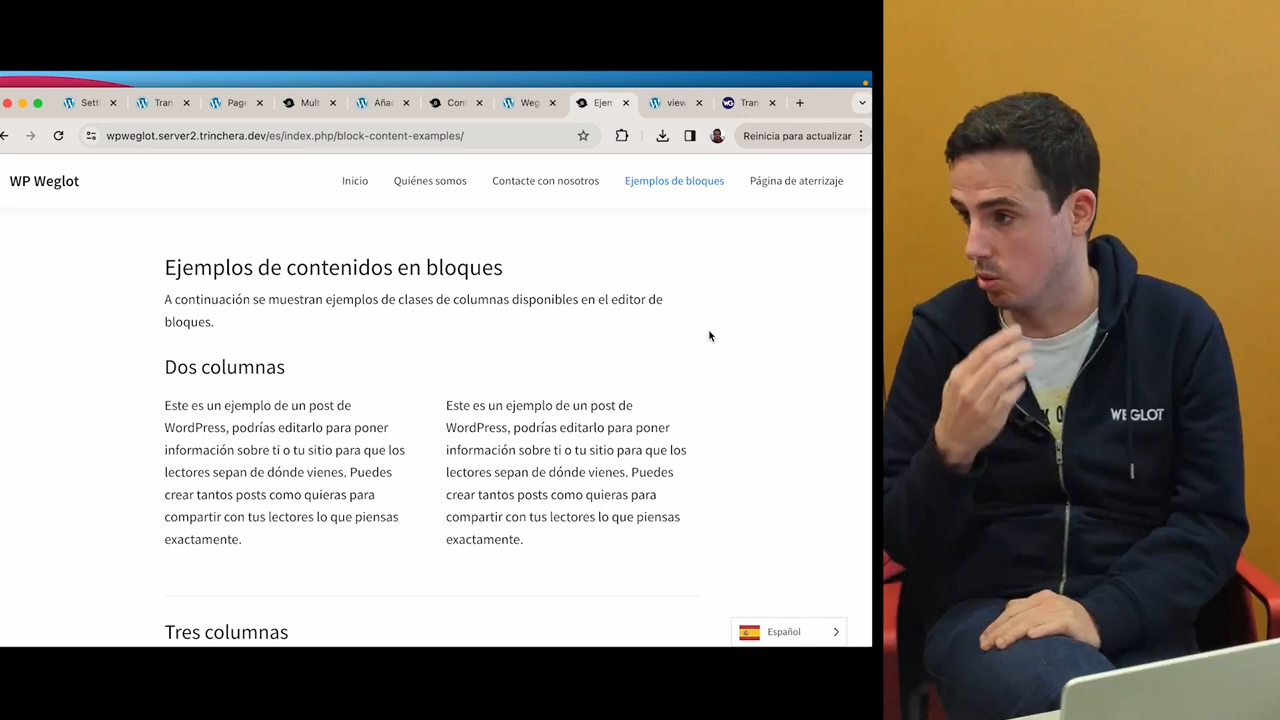 Sett
Tran
Page
Mult
Aña
Con
Weg
Ejem
view
Tran
wpweglot.server2.trinchera.dev/es/index.php/block-content-examples/
Reinicia para actualizar
WP Weglot
Inicio
Quiénes somos
Contacte con nosotros
Ejemplos de bloques
Página de aterrizaje
Ejemplos de contenidos en bloques
A continuación se muestran ejemplos de clases de columnas disponibles en el editor de
bloques.
Dos columnas
Este es un ejemplo de un post de
WordPress, podrías editarlo para poner
información sobre ti o tu sitio para que los
lectores sepan de dónde vienes. Puedes
crear tantos posts como quieras para
compartir con tus lectores lo que piensas
exactamente.
Este es un ejemplo de un post de
WordPress, podrías editarlo para poner
información sobre ti o tu sitio para que los
lectores sepan de dónde vienes. Puedes
crear tantos posts como quieras para
compartir con tus lectores lo que piensas
exactamente.
Tres columnas
Español
WEGLOT